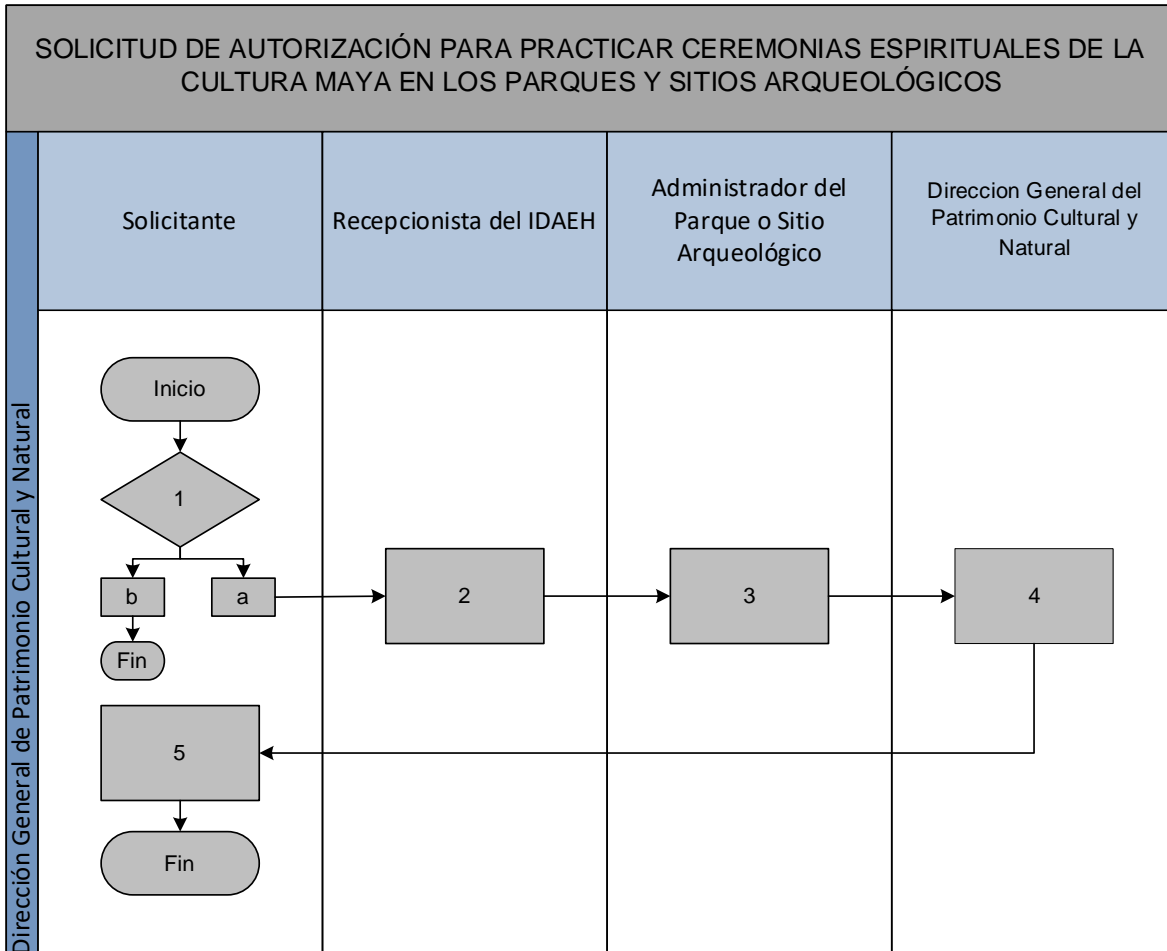 SOLICITUD DE AUTORIZACIÓN PARA PRACTICAR CEREMONIAS ESPIRITUALES DE LA
CULTURA MAYA EN LOS PARQUES Y SITIOS ARQUEOLÓGICOS
Dirección General de Patrimonio Cultural y Natural
Solicitante
Recepcionista del IDAEH
Administrador del
Parque o Sitio
Arqueológico
Direccion General del
Patrimonio Cultural y
Natural
Inicio
1
b
a
2
3
4
Fin
5
Fin